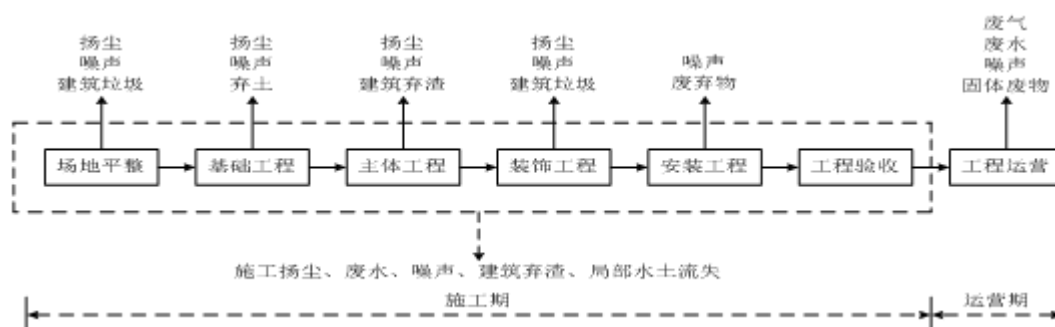 扬尘
噪声
建筑垃圾
扬尘
噪声
弃土
扬尘
噪声
建筑弃渣
扬尘
噪声
建筑垃圾
噪声
废弃物
废气
废水
噪声
固体废物
场地平整
基础工程
主体工程
装饰工程
安装工程
工程验收
工程运营
施工扬尘、废水、噪声、建筑弃渣、局部水土流失
施工期
运营期